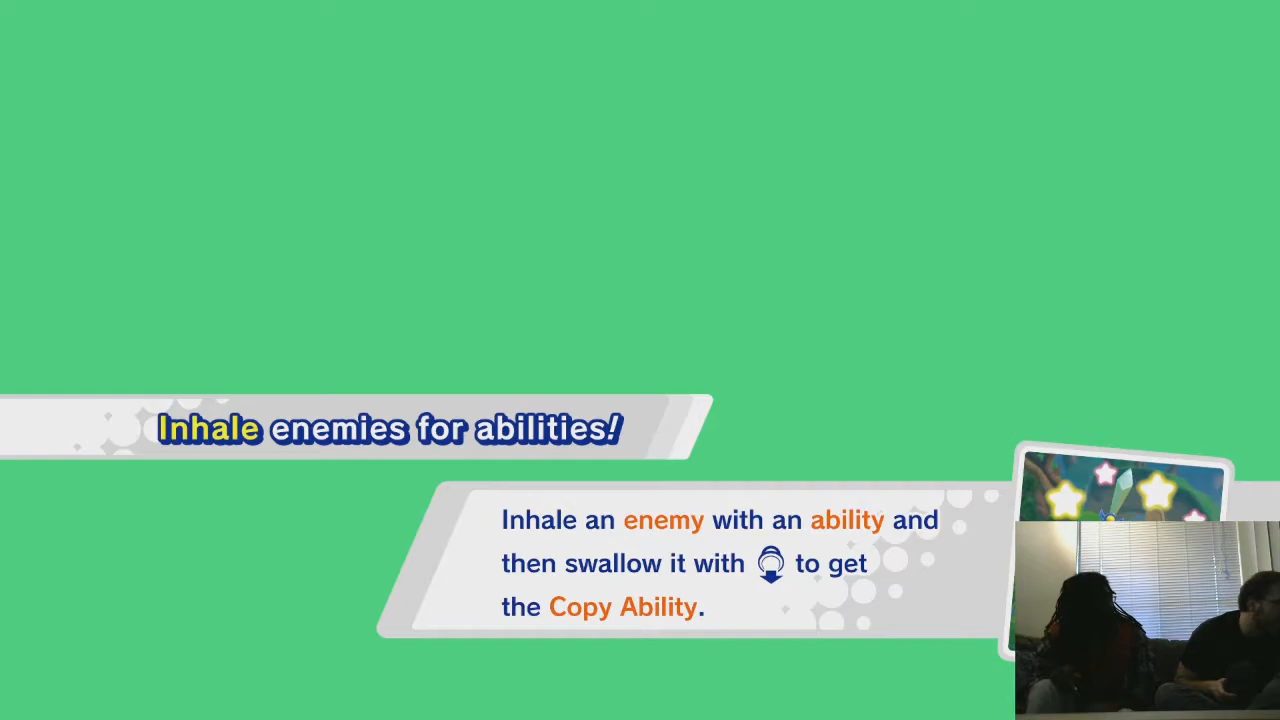 Inhale enemies for abilities!
Inhale an enemy with an ability and
then swallow it with to get
the Copy Ability.